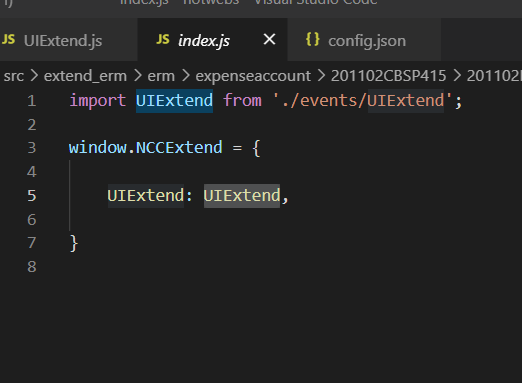 index.js - hotwebs - Visual Studio Code
JS UIExtend.js JS index.js × {} config.json
src > extend_erm > erm > expenseaccount > 201102CBSP415 > 201102
1 import UIExtend from './events/UIExtend';
2
3 window.NCCExtend = {
4
5 UIExtend: UIExtend,
6
7 }
8